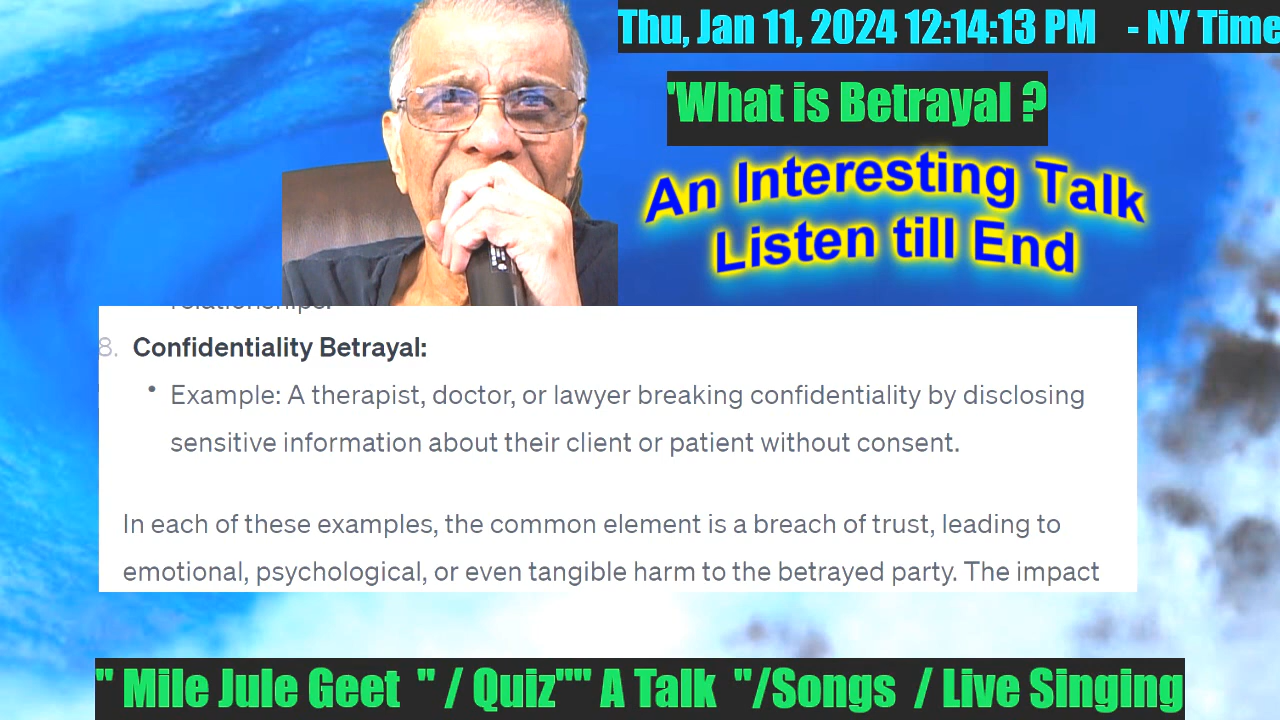 Thu, Jan 11, 2024 12:14:13 PM - NY Time
'What is Betrayal ?
An Interesting Talk
Listen till End
relationships.
8. Confidentiality Betrayal:
• Example: A therapist, doctor, or lawyer breaking confidentiality by disclosing
sensitive information about their client or patient without consent.
In each of these examples, the common element is a breach of trust, leading to
emotional, psychological, or even tangible harm to the betrayed party. The impact
" Mile Jule Geet " / Quiz"" A Talk "/Songs / Live Singing